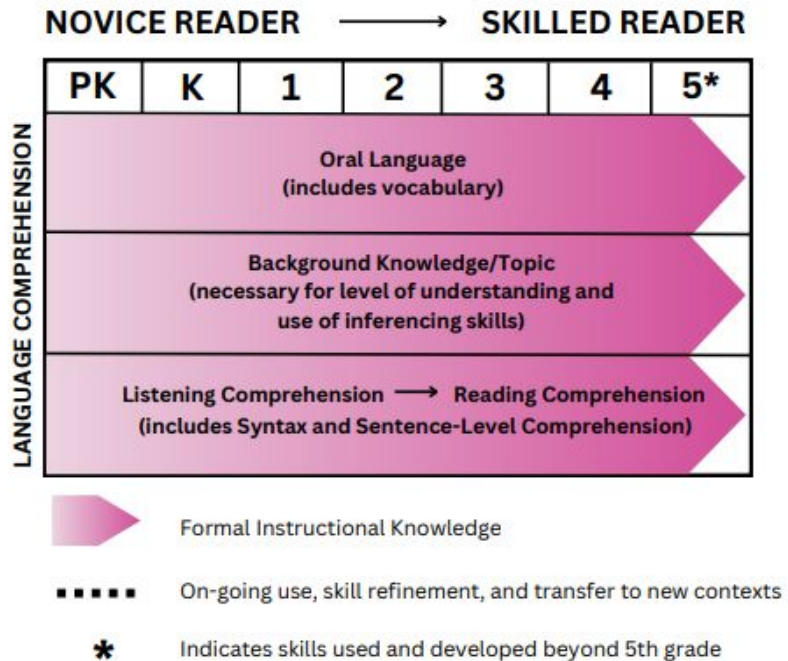 NOVICE READER ⟶ SKILLED READER
PK K 1 2 3 4 5*
LANGUAGE COMPREHENSION
Oral Language
(includes vocabulary)
Background Knowledge/Topic
(necessary for level of understanding and
use of inferencing skills)
Listening Comprehension ⟶ Reading Comprehension
(includes Syntax and Sentence-Level Comprehension)
Formal Instructional Knowledge
On-going use, skill refinement, and transfer to new contexts
* Indicates skills used and developed beyond 5th grade